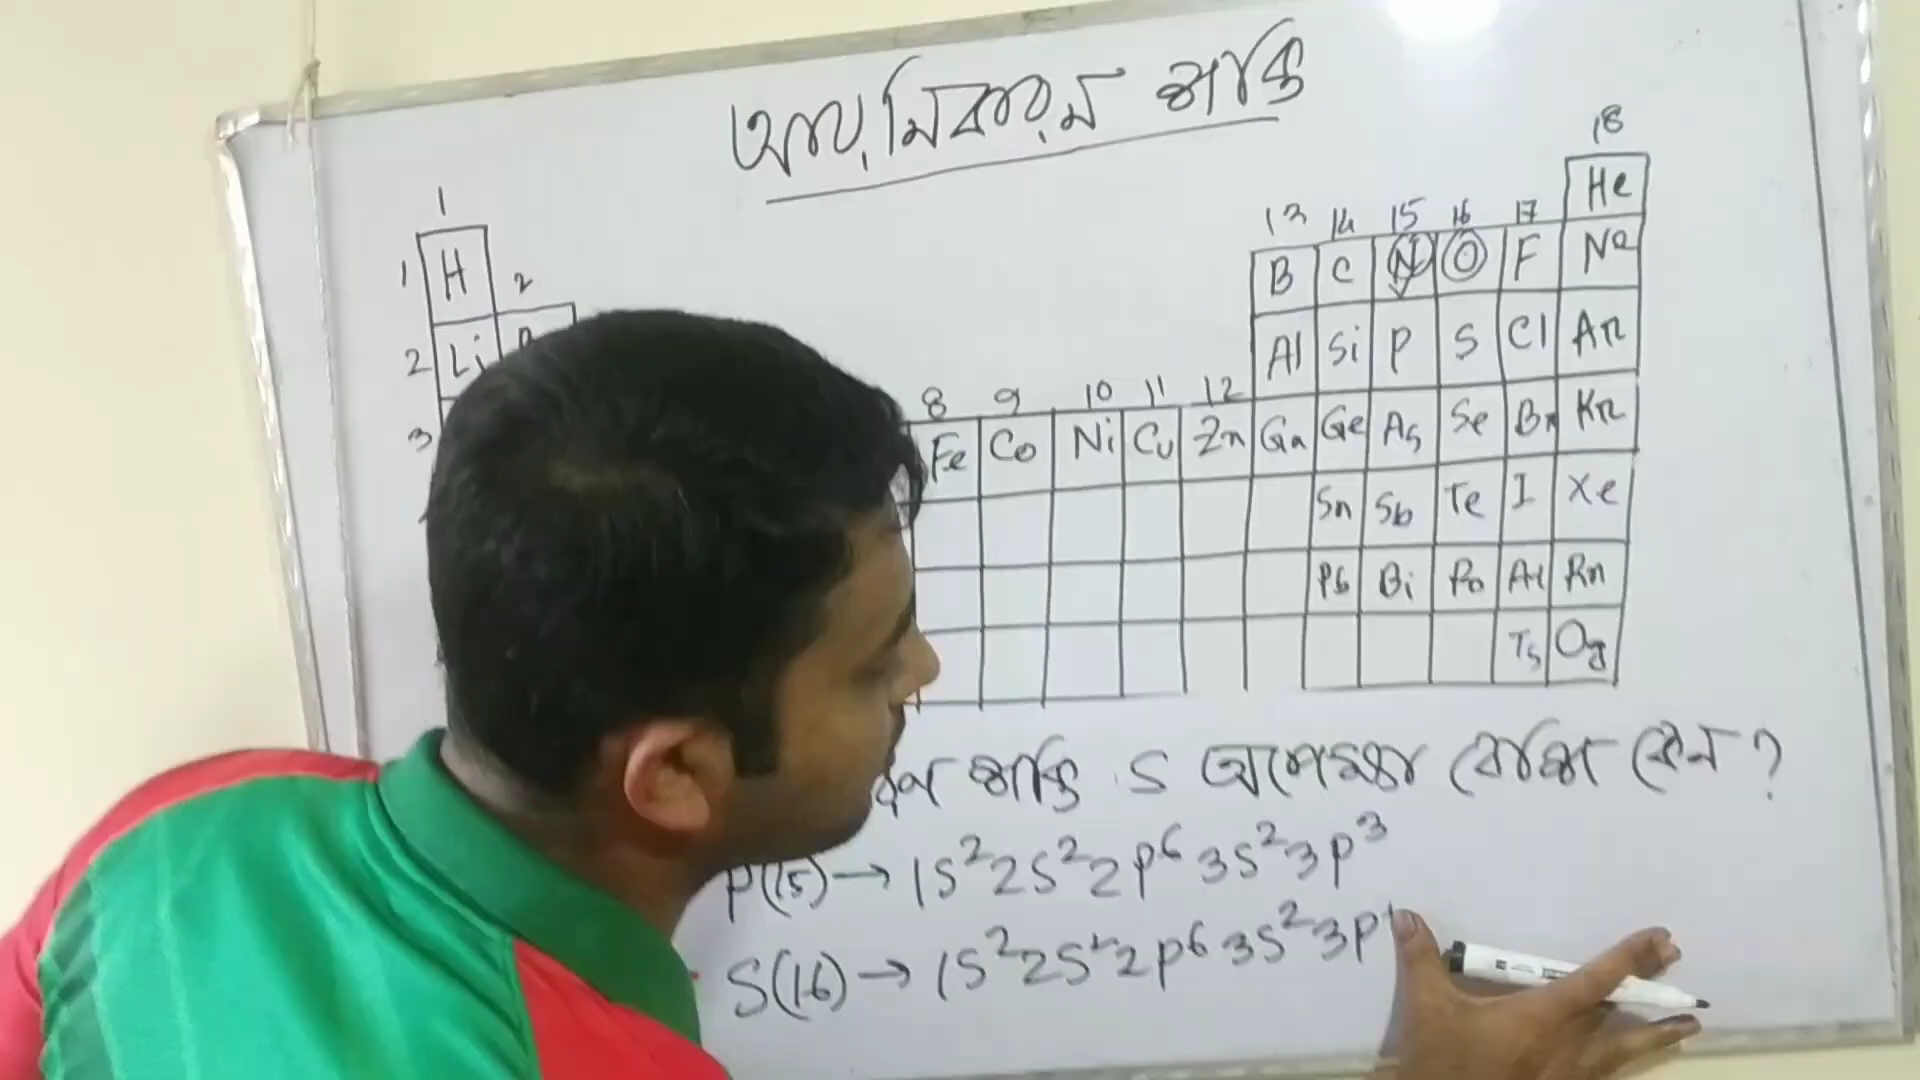 আয়নিকরন শক্তি
18
1 He
13 14 15 16 17
1 H 2 B C N O F Ne
2 Li Al Si P S Cl Ar
8 9 10 11 12
3 Fe Co Ni Cu Zn Ga Ge As Se Br Kr
Sn Sb Te I Xe
Pb Bi Po At Rn
Ts Og
শক্তি S অপেক্ষা বেশি কেন ?
P(15) → 1s² 2s² 2p⁶ 3s² 3p³
S(16) → 1s² 2s² 2p⁶ 3s² 3p